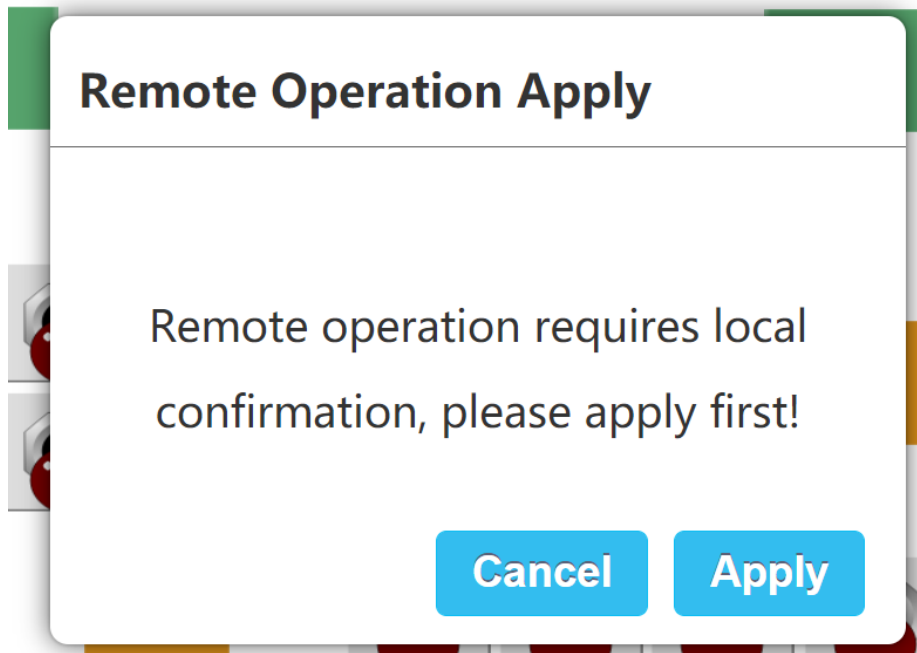 Remote Operation Apply
Remote operation requires local
confirmation, please apply first!
Cancel Apply